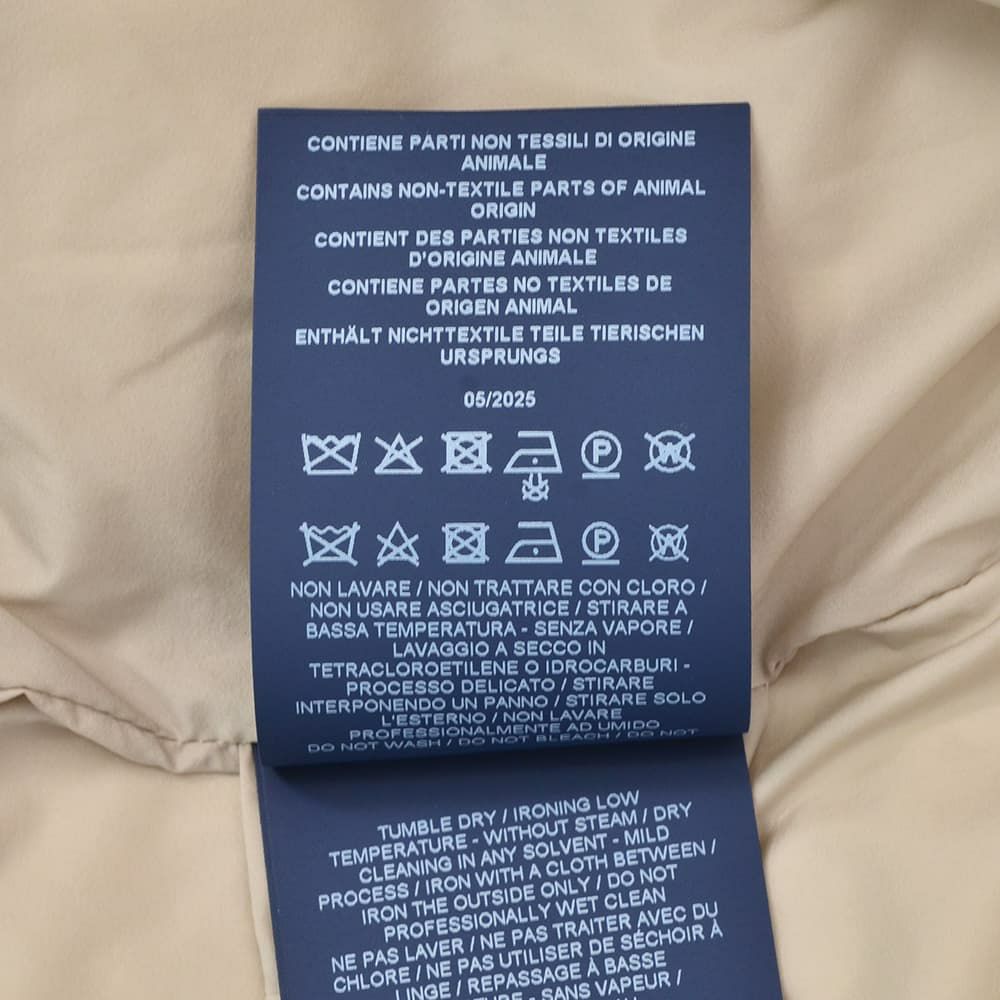 CONTIENE PARTI NON TESSILI DI ORIGINE
ANIMALE
CONTAINS NON-TEXTILE PARTS OF ANIMAL
ORIGIN
CONTIENT DES PARTIES NON TEXTILES
D'ORIGINE ANIMALE
CONTIENE PARTES NO TEXTILES DE
ORIGEN ANIMAL
ENTHÄLT NICHTTEXTILE TEILE TIERISCHEN
URSPRUNGS
05/2025
P W
P W
NON LAVARE / NON TRATTARE CON CLORO /
NON USARE ASCIUGATRICE / STIRARE A
BASSA TEMPERATURA - SENZA VAPORE /
LAVAGGIO A SECCO IN
TETRACLOROETILENE O IDROCARBURI -
PROCESSO DELICATO / STIRARE
INTERPONENDO UN PANNO / STIRARE SOLO
L'ESTERNO / NON LAVARE
PROFESSIONALMENTE AD UMIDO
DO NOT WASH / DO NOT BLEACH / DO NOT
TUMBLE DRY / IRONING LOW
TEMPERATURE - WITHOUT STEAM / DRY
CLEANING IN ANY SOLVENT - MILD
PROCESS / IRON WITH A CLOTH BETWEEN /
IRON THE OUTSIDE ONLY / DO NOT
PROFESSIONALLY WET CLEAN
NE PAS LAVER / NE PAS TRAITER AVEC DU
CHLORE / NE PAS UTILISER DE SÉCHOIR À
LINGE / REPASSAGE À BASSE
- SANS VAPEUR /